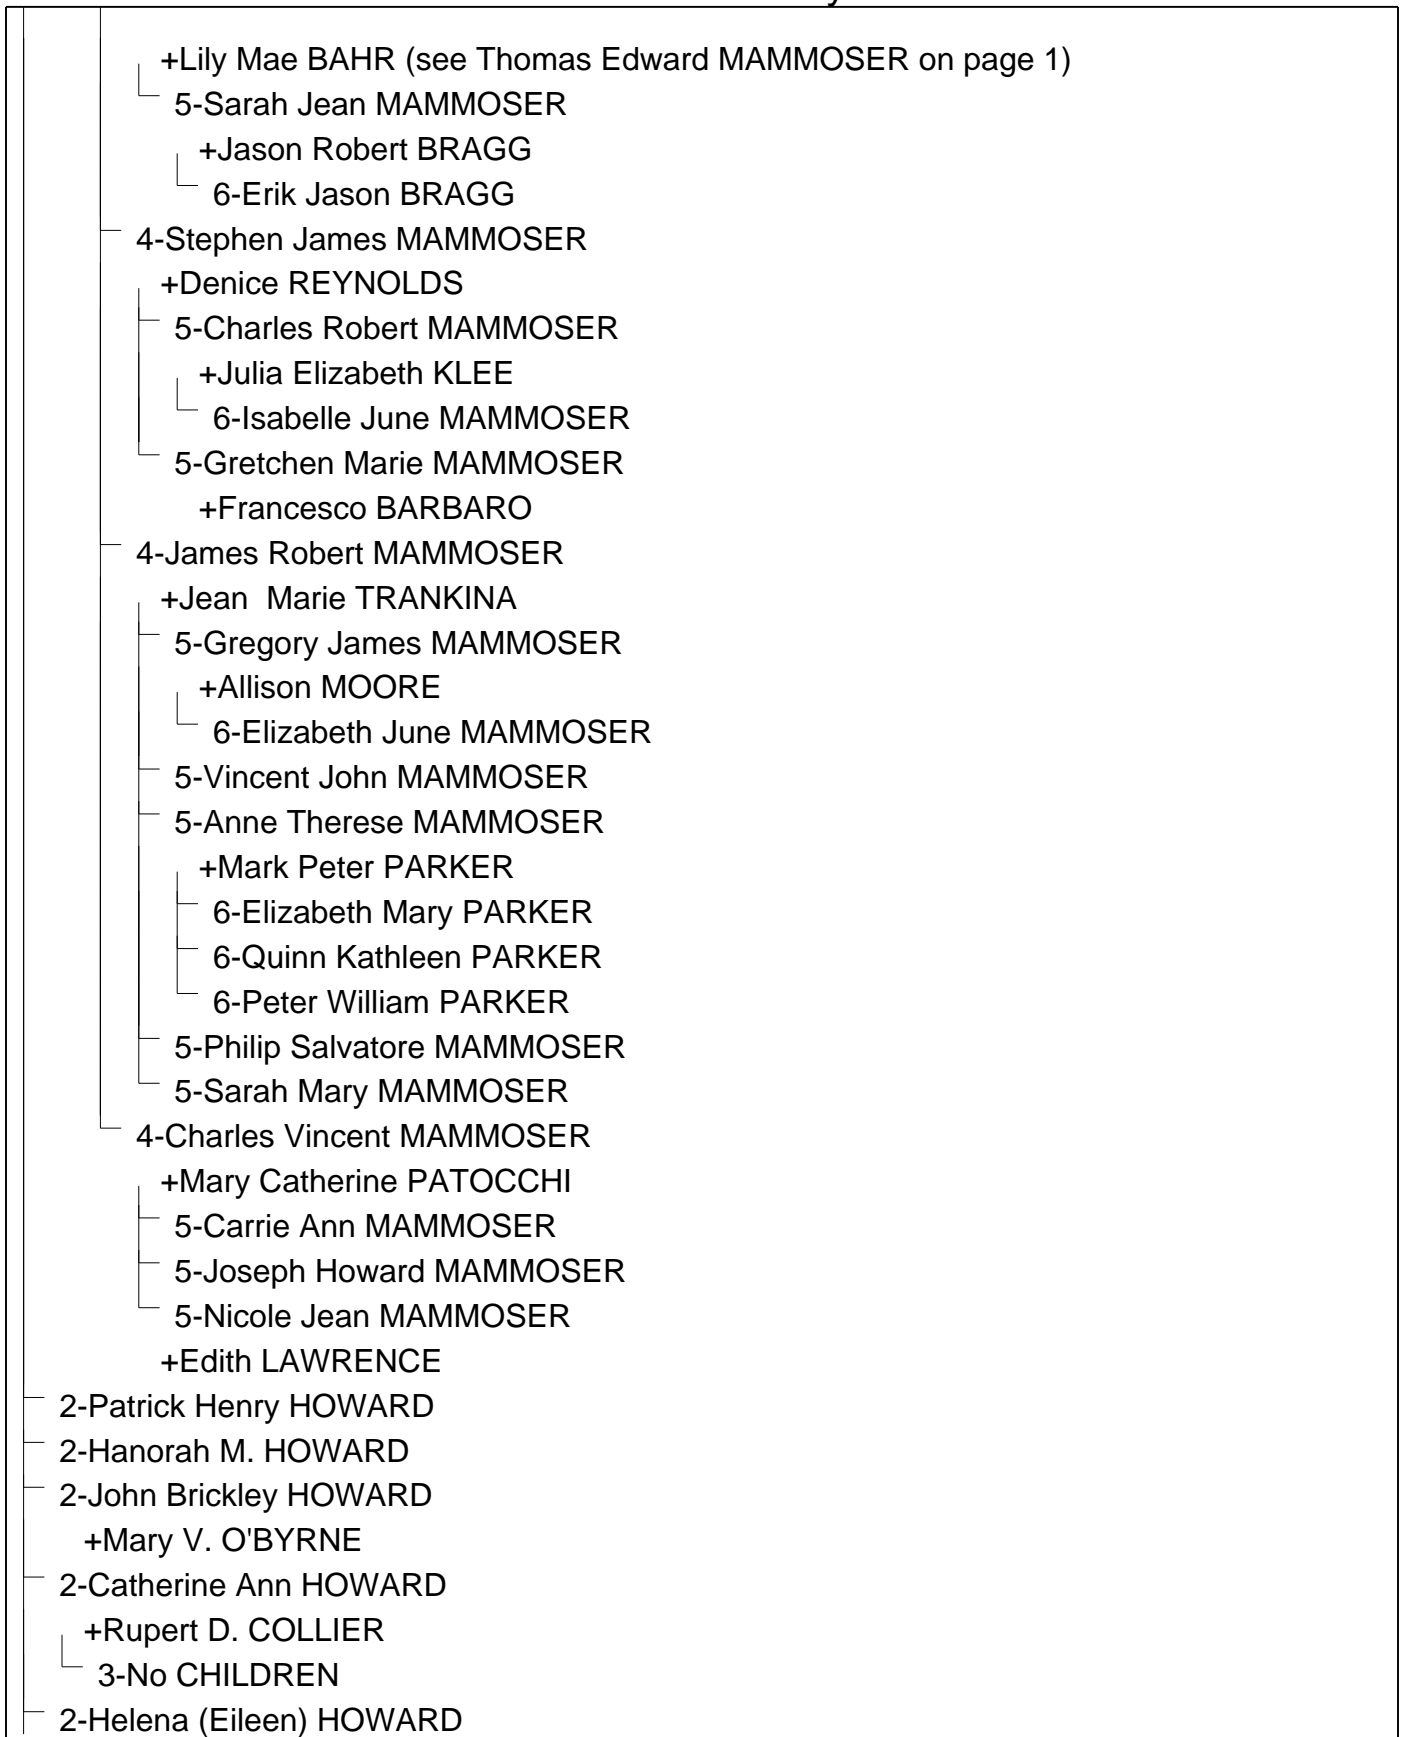 +Lily Mae BAHR (see Thomas Edward MAMMOSER on page 1)
5-Sarah Jean MAMMOSER
+Jason Robert BRAGG
6-Erik Jason BRAGG
4-Stephen James MAMMOSER
+Denice REYNOLDS
5-Charles Robert MAMMOSER
+Julia Elizabeth KLEE
6-Isabelle June MAMMOSER
5-Gretchen Marie MAMMOSER
+Francesco BARBARO
4-James Robert MAMMOSER
+Jean  Marie TRANKINA
5-Gregory James MAMMOSER
+Allison MOORE
6-Elizabeth June MAMMOSER
5-Vincent John MAMMOSER
5-Anne Therese MAMMOSER
+Mark Peter PARKER
6-Elizabeth Mary PARKER
6-Quinn Kathleen PARKER
6-Peter William PARKER
5-Philip Salvatore MAMMOSER
5-Sarah Mary MAMMOSER
4-Charles Vincent MAMMOSER
+Mary Catherine PATOCCHI
5-Carrie Ann MAMMOSER
5-Joseph Howard MAMMOSER
5-Nicole Jean MAMMOSER
+Edith LAWRENCE
2-Patrick Henry HOWARD
2-Hanorah M. HOWARD
2-John Brickley HOWARD
+Mary V. O'BYRNE
2-Catherine Ann HOWARD
+Rupert D. COLLIER
3-No CHILDREN
2-Helena (Eileen) HOWARD